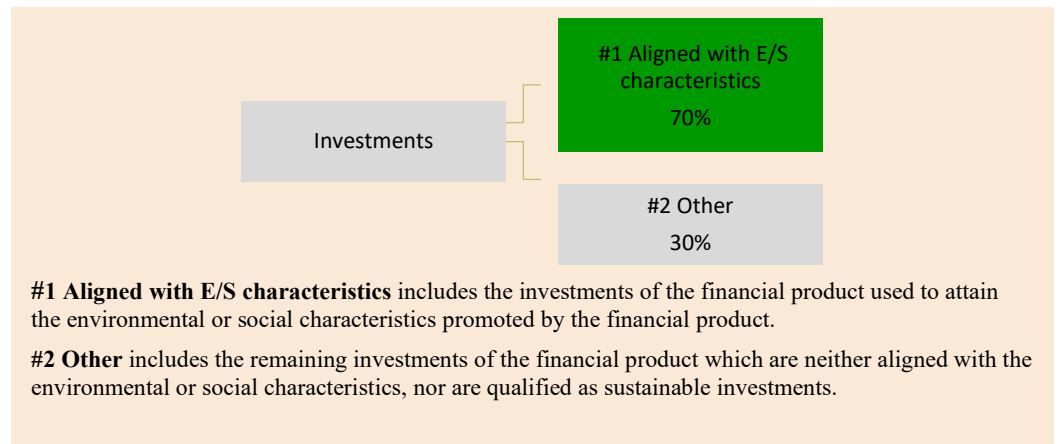 #1 Aligned with E/S
characteristics
70%
Investments
#2 Other
30%
#1 Aligned with E/S characteristics includes the investments of the financial product used to attain
the environmental or social characteristics promoted by the financial product.
#2 Other includes the remaining investments of the financial product which are neither aligned with the
environmental or social characteristics, nor are qualified as sustainable investments.